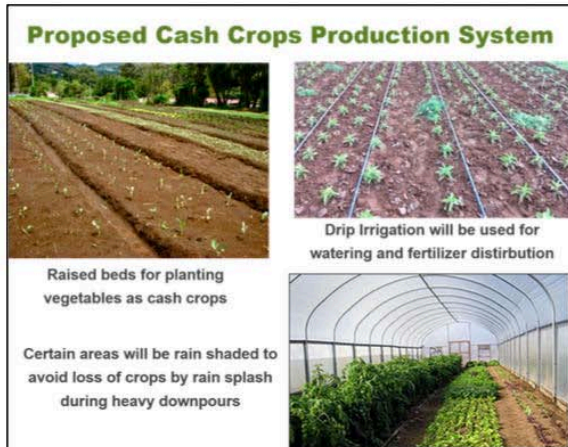 Proposed Cash Crops Production System
Drip Irrigation will be used for
watering and fertilizer distirbution
Raised beds for planting
vegetables as cash crops
Certain areas will be rain shaded to
avoid loss of crops by rain splash
during heavy downpours